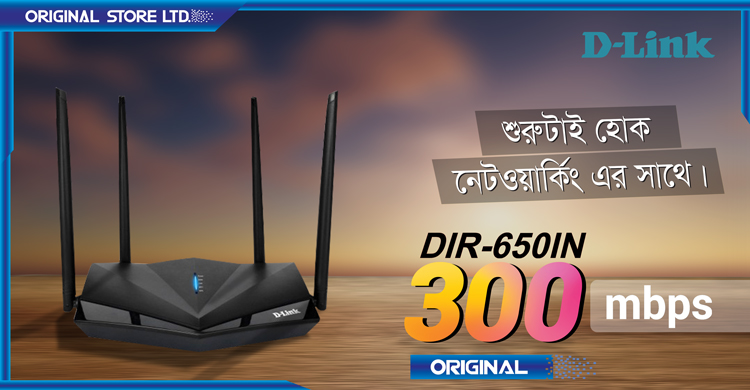 ORIGINAL STORE LTD.
D-Link
শুরুটাই হোক
নেটওয়ার্কিং এর সাথে।
DIR-650IN
300 mbps
D-Link
ORIGINAL